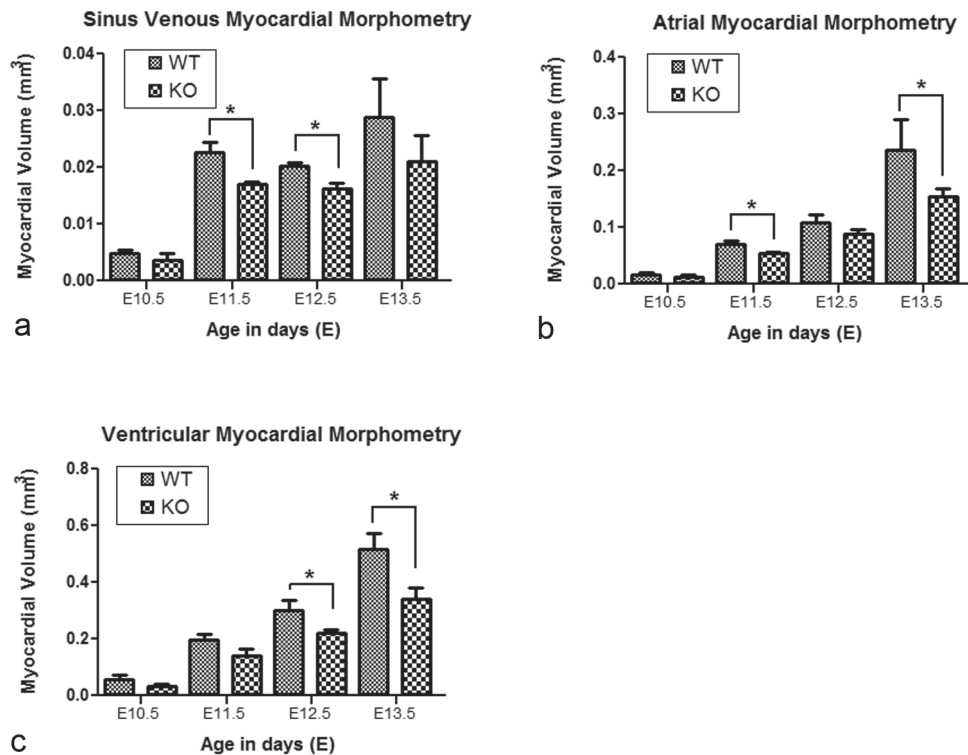 Sinus Venous Myocardial Morphometry
Myocardial Volume (mm³)
0.04
0.03
0.02
0.01
0.00
WT
KO
*
*
E10.5 E11.5 E12.5 E13.5
Age in days (E)
a
Atrial Myocardial Morphometry
Myocardial Volume (mm³)
0.4
0.3
0.2
0.1
0.0
WT
KO
*
*
E10.5 E11.5 E12.5 E13.5
Age in days (E)
b
Ventricular Myocardial Morphometry
Myocardial Volume (mm³)
0.8
0.6
0.4
0.2
0.0
WT
KO
*
*
E10.5 E11.5 E12.5 E13.5
Age in days (E)
c